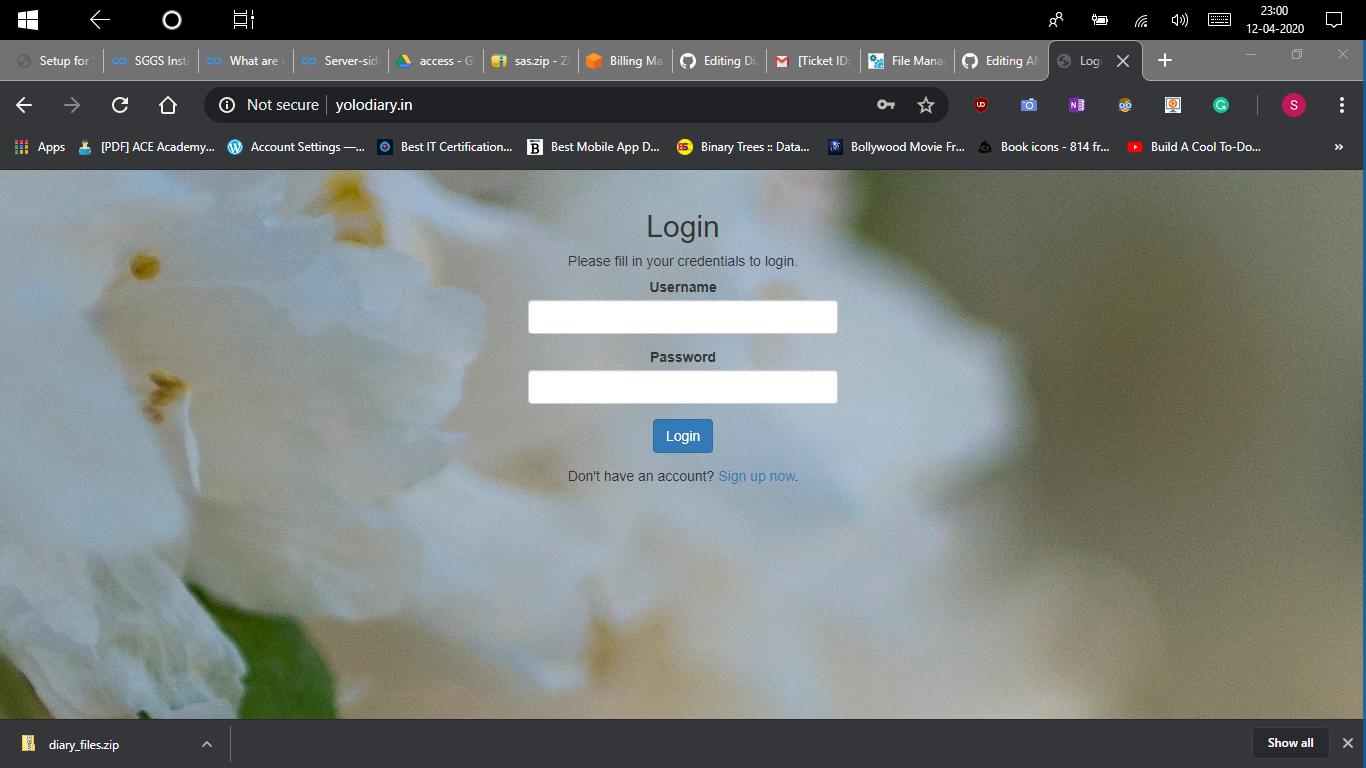 23:00
12-04-2020
Setup for
SGGS Insti
What are
Server-sid
access - G
sas.zip - Z
Billing Ma
Editing Di
[Ticket ID:
File Manag
Editing A
Logi
Not secure
yolodiary.in
S
Apps
[PDF] ACE Academy...
Account Settings —...
Best IT Certification...
Best Mobile App D...
Binary Trees :: Data...
Bollywood Movie Fr...
Book icons - 814 fr...
Build A Cool To-Do...
»
Login
Please fill in your credentials to login.
Username
Password
Login
Don't have an account? Sign up now.
diary_files.zip
Show all